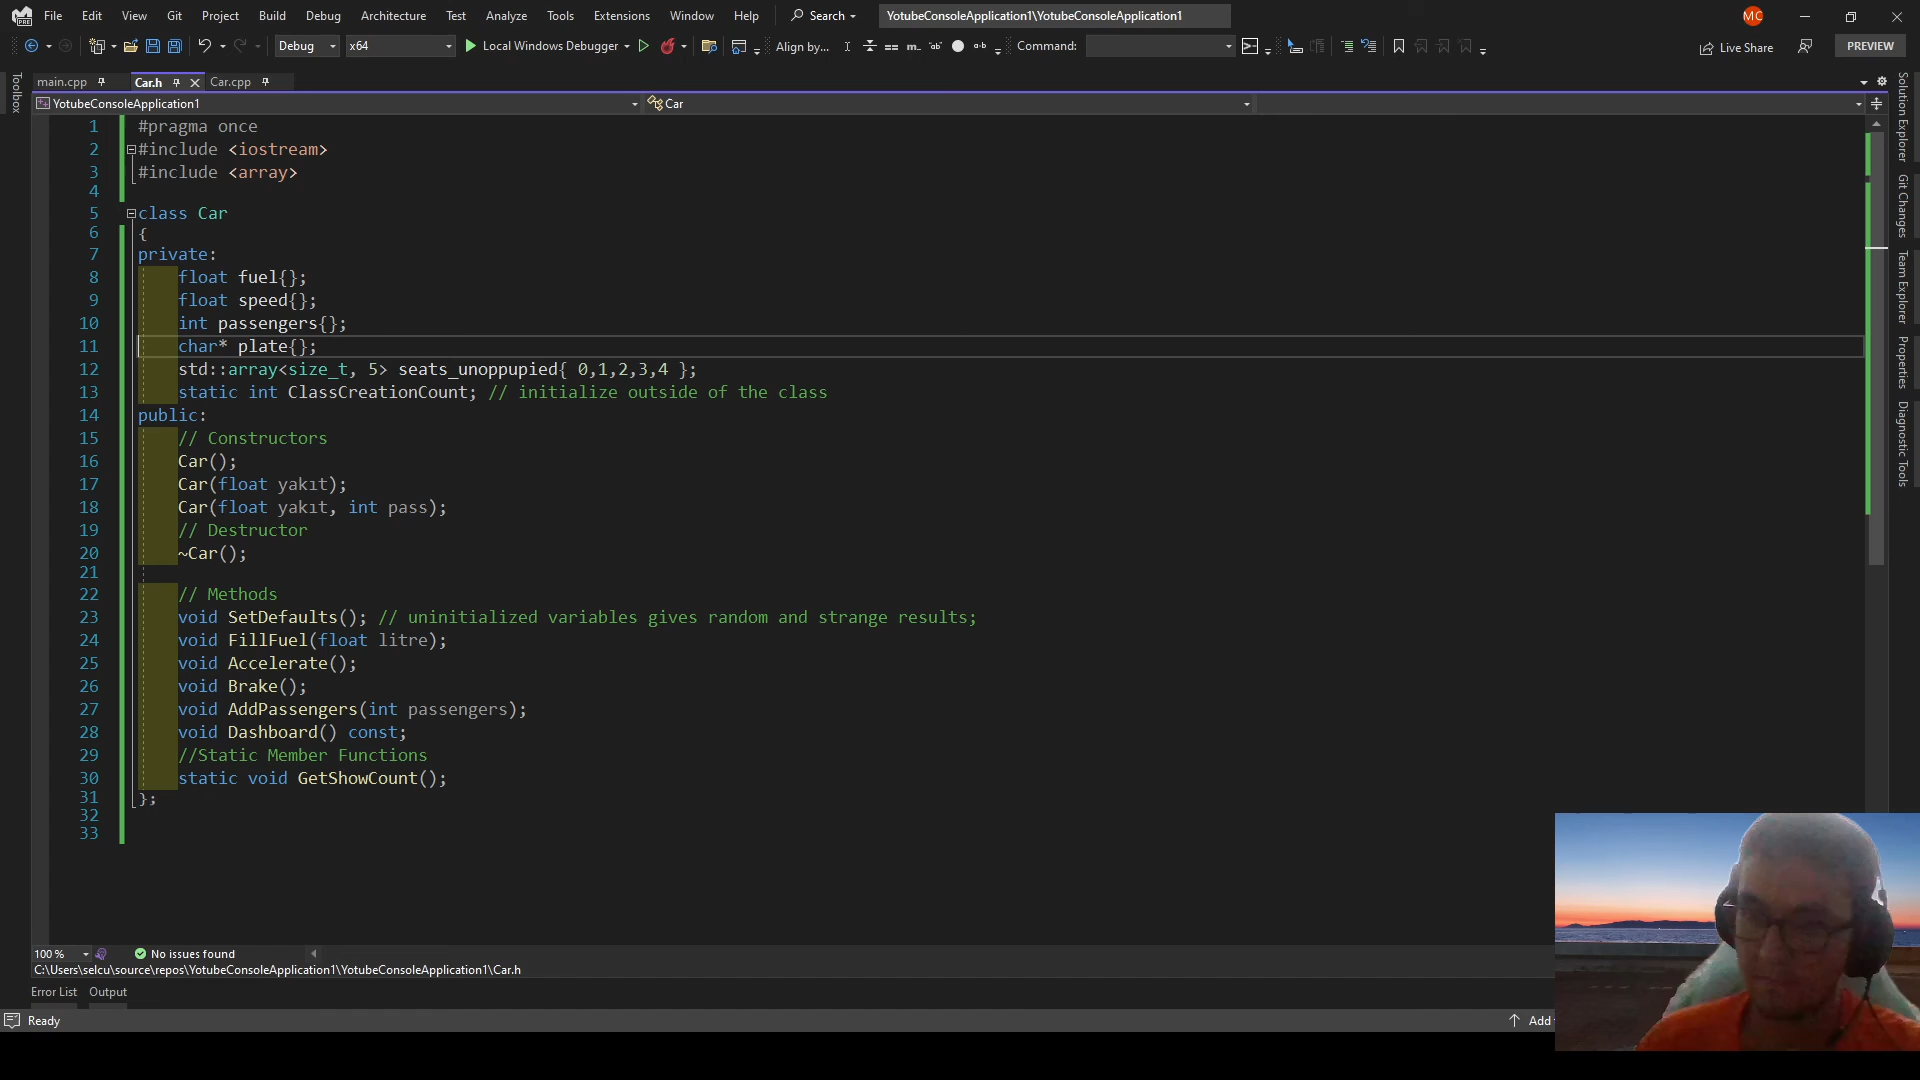 File Edit View Git Project Build Debug Architecture Test Analyze Tools Extensions Window Help Search YotubeConsoleApplication1\YotubeConsoleApplication1 MC
Debug x64 Local Windows Debugger Align by... Command: Live Share PREVIEW
main.cpp Car.h Car.cpp
YotubeConsoleApplication1 Car
Toolbox
1 #pragma once
2 #include <iostream>
3 #include <array>
4
5 class Car
6 {
7 private:
8 float fuel{};
9 float speed{};
10 int passengers{};
11 char* plate{};
12 std::array<size_t, 5> seats_unoppupied{ 0,1,2,3,4 };
13 static int ClassCreationCount; // initialize outside of the class
14 public:
15 // Constructors
16 Car();
17 Car(float yakıt);
18 Car(float yakıt, int pass);
19 // Destructor
20 ~Car();
21
22 // Methods
23 void SetDefaults(); // uninitialized variables gives random and strange results;
24 void FillFuel(float litre);
25 void Accelerate();
26 void Brake();
27 void AddPassengers(int passengers);
28 void Dashboard() const;
29 //Static Member Functions
30 static void GetShowCount();
31 };
32
33
Solution Explorer
Git Changes
Team Explorer
Properties
Diagnostic Tools
100 % No issues found
C:\Users\selcu\source\repos\YotubeConsoleApplication1\YotubeConsoleApplication1\Car.h
Error List Output
Ready Add